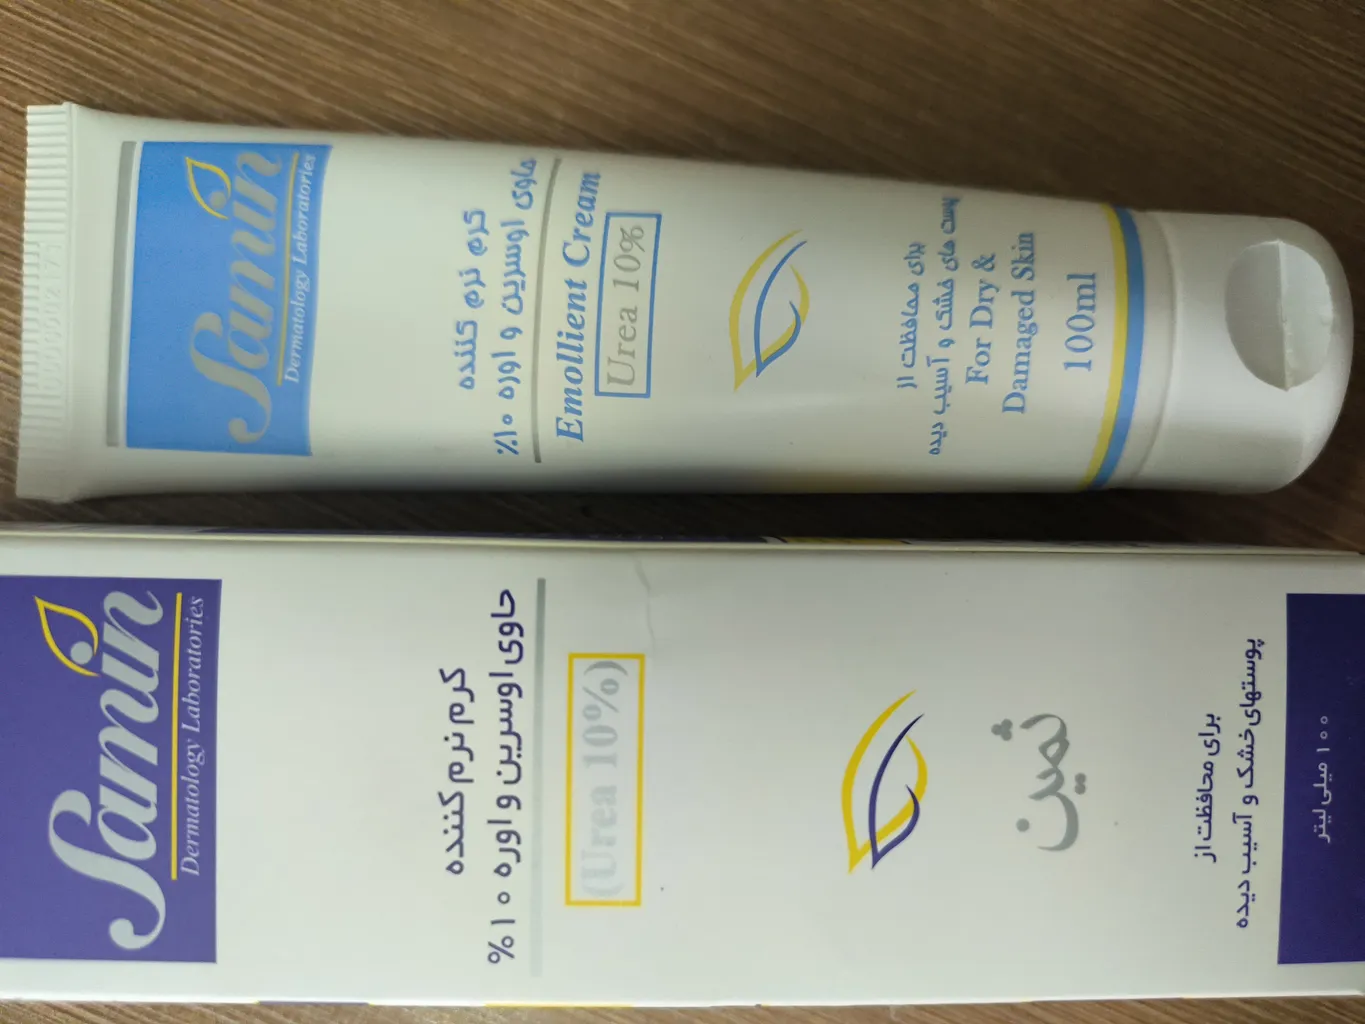 Samin
Dermatology Laboratories
کرم نرم کننده
حاوی اوسرین و اوره ۱۰٪
Emollient Cream
Urea 10%
برای محافظت از
پوست های خشک و آسیب دیده
For Dry &
Damaged Skin
100ml
Samin
Dermatology Laboratories
کرم نرم کننده
حاوی اوسرین و اوره ۱۰%
(Urea 10%)
ثمین
برای محافظت از
پوستهای خشک و آسیب دیده
۱۰۰ میلی لیتر